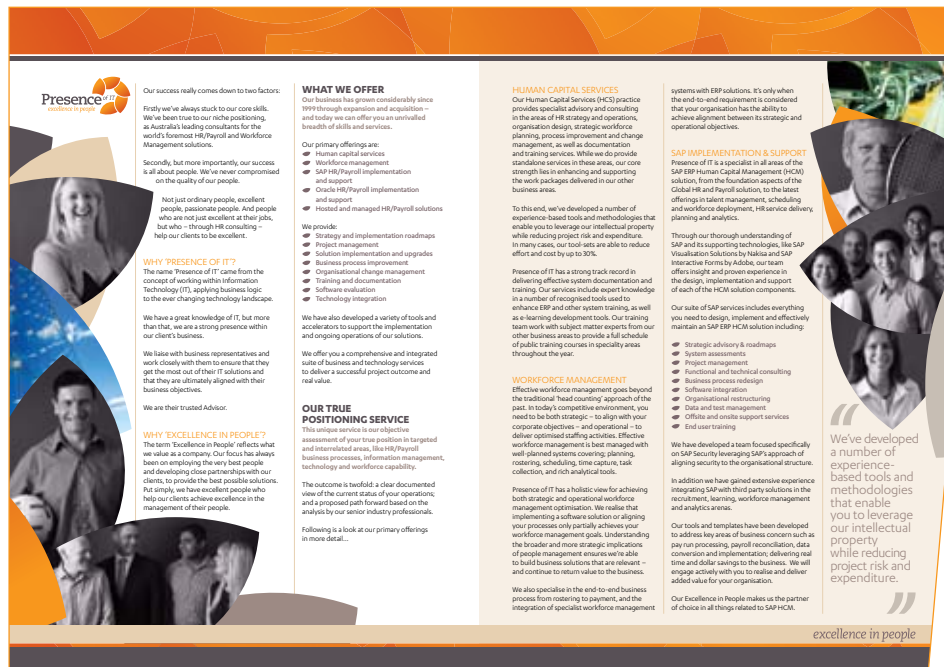 Presence of IT
excellence in people
Our success really comes down to two factors:
Firstly we've always stuck to our core skills.
We've been true to our niche positioning,
as Australia's leading consultants for the
world's foremost HR/Payroll and Workforce
Management solutions.
Secondly, but more importantly, our success
is all about people. We've never compromised
on the quality of our people.
Not just ordinary people, excellent
people, passionate people. And people
who are not just excellent at their jobs,
but who – through HR consulting –
help our clients to be excellent.
WHY 'PRESENCE OF IT'?
The name 'Presence of IT' came from the
concept of working within Information
Technology (IT), applying business logic
to the ever changing technology landscape.
We have a great knowledge of IT, but more
than that, we are a strong presence within
our client's business.
We liaise with business representatives and
work closely with them to ensure that they
get the most out of their IT solutions and
that they are ultimately aligned with their
business objectives.
We are their trusted Advisor.
WHY 'EXCELLENCE IN PEOPLE'?
The term 'Excellence in People' reflects what
we value as a company. Our focus has always
been on employing the very best people
and developing close partnerships with our
clients, to provide the best possible solutions.
Put simply, we have excellent people who
help our clients achieve excellence in the
management of their people.
WHAT WE OFFER
Our business has grown considerably since
1999 through expansion and acquisition –
and today we can offer you an unrivalled
breadth of skills and services.
Our primary offerings are:
Human capital services
Workforce management
SAP HR/Payroll implementation
and support
Oracle HR/Payroll implementation
and support
Hosted and managed HR/Payroll solutions
We provide:
Strategy and implementation roadmaps
Project management
Solution implementation and upgrades
Business process improvement
Organisational change management
Training and documentation
Software evaluation
Technology integration
We have also developed a variety of tools and
accelerators to support the implementation
and ongoing operations of our solutions.
We offer you a comprehensive and integrated
suite of business and technology services
to deliver a successful project outcome and
real value.
OUR TRUE
POSITIONING SERVICE
This unique service is our objective
assessment of your true position in targeted
and interrelated areas, like HR/Payroll
business processes, information management,
technology and workforce capability.
The outcome is twofold: a clear documented
view of the current status of your operations;
and a proposed path forward based on the
analysis by our senior industry professionals.
Following is a look at our primary offerings
in more detail...
HUMAN CAPITAL SERVICES
Our Human Capital Services (HCS) practice
provides specialist advisory and consulting
in the areas of HR strategy and operations,
organisation design, strategic workforce
planning, process improvement and change
management, as well as documentation
and training services. While we do provide
standalone services in these areas, our core
strength lies in enhancing and supporting
the work packages delivered in our other
business areas.
To this end, we've developed a number of
experience-based tools and methodologies that
enable you to leverage our intellectual property
while reducing project risk and expenditure.
In many cases, our tool-sets are able to reduce
effort and cost by up to 30%.
Presence of IT has a strong track record in
delivering effective system documentation and
training. Our services include expert knowledge
in a number of recognised tools used to
enhance ERP and other system training, as well
as e-learning development tools. Our training
team work with subject matter experts from our
other business areas to provide a full schedule
of public training courses in speciality areas
throughout the year.
WORKFORCE MANAGEMENT
Effective workforce management goes beyond
the traditional 'head counting' approach of the
past. In today's competitive environment, you
need to be both strategic – to align with your
corporate objectives – and operational – to
deliver optimised staffing activities. Effective
workforce management is best managed with
well-planned systems covering; planning,
rostering, scheduling, time capture, task
collection, and rich analytical tools.
Presence of IT has a holistic view for achieving
both strategic and operational workforce
management optimisation. We realise that
implementing a software solution or aligning
your processes only partially achieves your
workforce management goals. Understanding
the broader and more strategic implications
of people management ensures we're able
to build business solutions that are relevant –
and continue to return value to the business.
We also specialise in the end-to-end business
process from rostering to payment, and the
integration of specialist workforce management
systems with ERP solutions. It's only when
the end-to-end requirement is considered
that your organisation has the ability to
achieve alignment between its strategic and
operational objectives.
SAP IMPLEMENTATION & SUPPORT
Presence of IT is a specialist in all areas of the
SAP ERP Human Capital Management (HCM)
solution, from the foundation aspects of the
Global HR and Payroll solution, to the latest
offerings in talent management, scheduling
and workforce deployment, HR service delivery,
planning and analytics.
Through our thorough understanding of
SAP and its supporting technologies, like SAP
Visualisation Solutions by Nakisa and SAP
Interactive Forms by Adobe, our team
offers insight and proven experience in
the design, implementation and support
of each of the HCM solution components.
Our suite of SAP services includes everything
you need to design, implement and effectively
maintain an SAP ERP HCM solution including:
Strategic advisory & roadmaps
System assessments
Project management
Functional and technical consulting
Business process redesign
Software integration
Organisational restructuring
Data and test management
Offsite and onsite support services
End user training
We have developed a team focused specifically
on SAP Security leveraging SAP's approach of
aligning security to the organisational structure.
In addition we have gained extensive experience
integrating SAP with third party solutions in the
recruitment, learning, workforce management
and analytics arenas.
Our tools and templates have been developed
to address key areas of business concern such as
pay run processing, payroll reconciliation, data
conversion and implementation; delivering real
time and dollar savings to the business. We will
engage actively with you to realise and deliver
added value for your organisation.
Our Excellence in People makes us the partner
of choice in all things related to SAP HCM.
“
We've developed
a number of
experience-
based tools and
methodologies
that enable
you to leverage
our intellectual
property
while reducing
project risk and
expenditure.
”
excellence in people